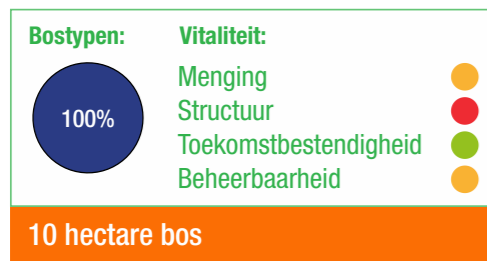 Bostypen:
Vitaliteit:
100%
Menging
Structuur
Toekomstbestendigheid
Beheerbaarheid
10 hectare bos